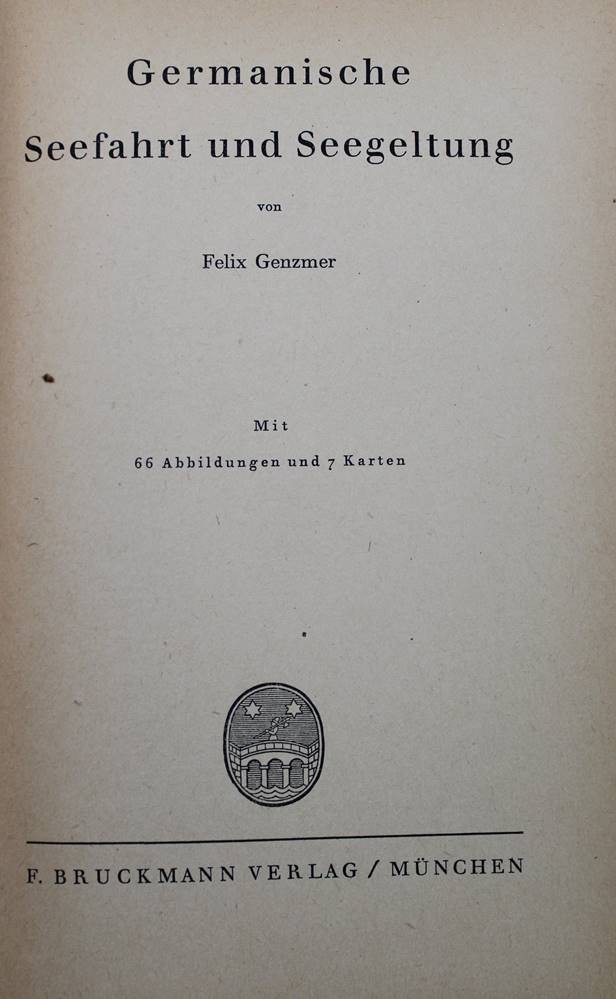 Germanische
Seefahrt und Seegeltung
von
Felix Genzmer
Mit
66 Abbildungen und 7 Karten
F. BRUCKMANN VERLAG / MÜNCHEN